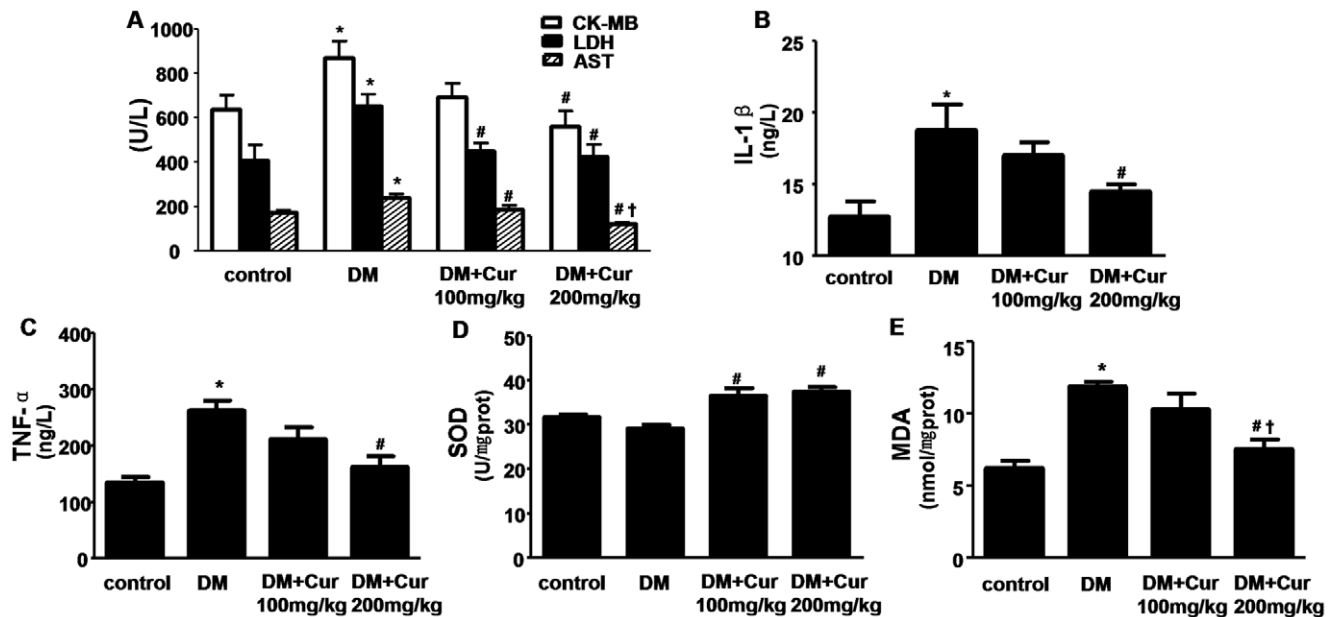 A
CK-MB
LDH
AST
(U/L)
1000
800
600
400
200
0
*
*
*
#
#
#
#
# †
control
DM
DM+Cur
100mg/kg
DM+Cur
200mg/kg
B
IL-1 β
(ng/L)
25
20
15
10
*
#
control
DM
DM+Cur
100mg/kg
DM+Cur
200mg/kg
C
TNF- α
(ng/L)
400
300
200
100
0
*
#
control
DM
DM+Cur
100mg/kg
DM+Cur
200mg/kg
D
SOD
(U/mgprot)
50
40
30
20
10
0
#
#
control
DM
DM+Cur
100mg/kg
DM+Cur
200mg/kg
E
MDA
(nmol/mgprot)
15
10
5
0
*
# †
control
DM
DM+Cur
100mg/kg
DM+Cur
200mg/kg